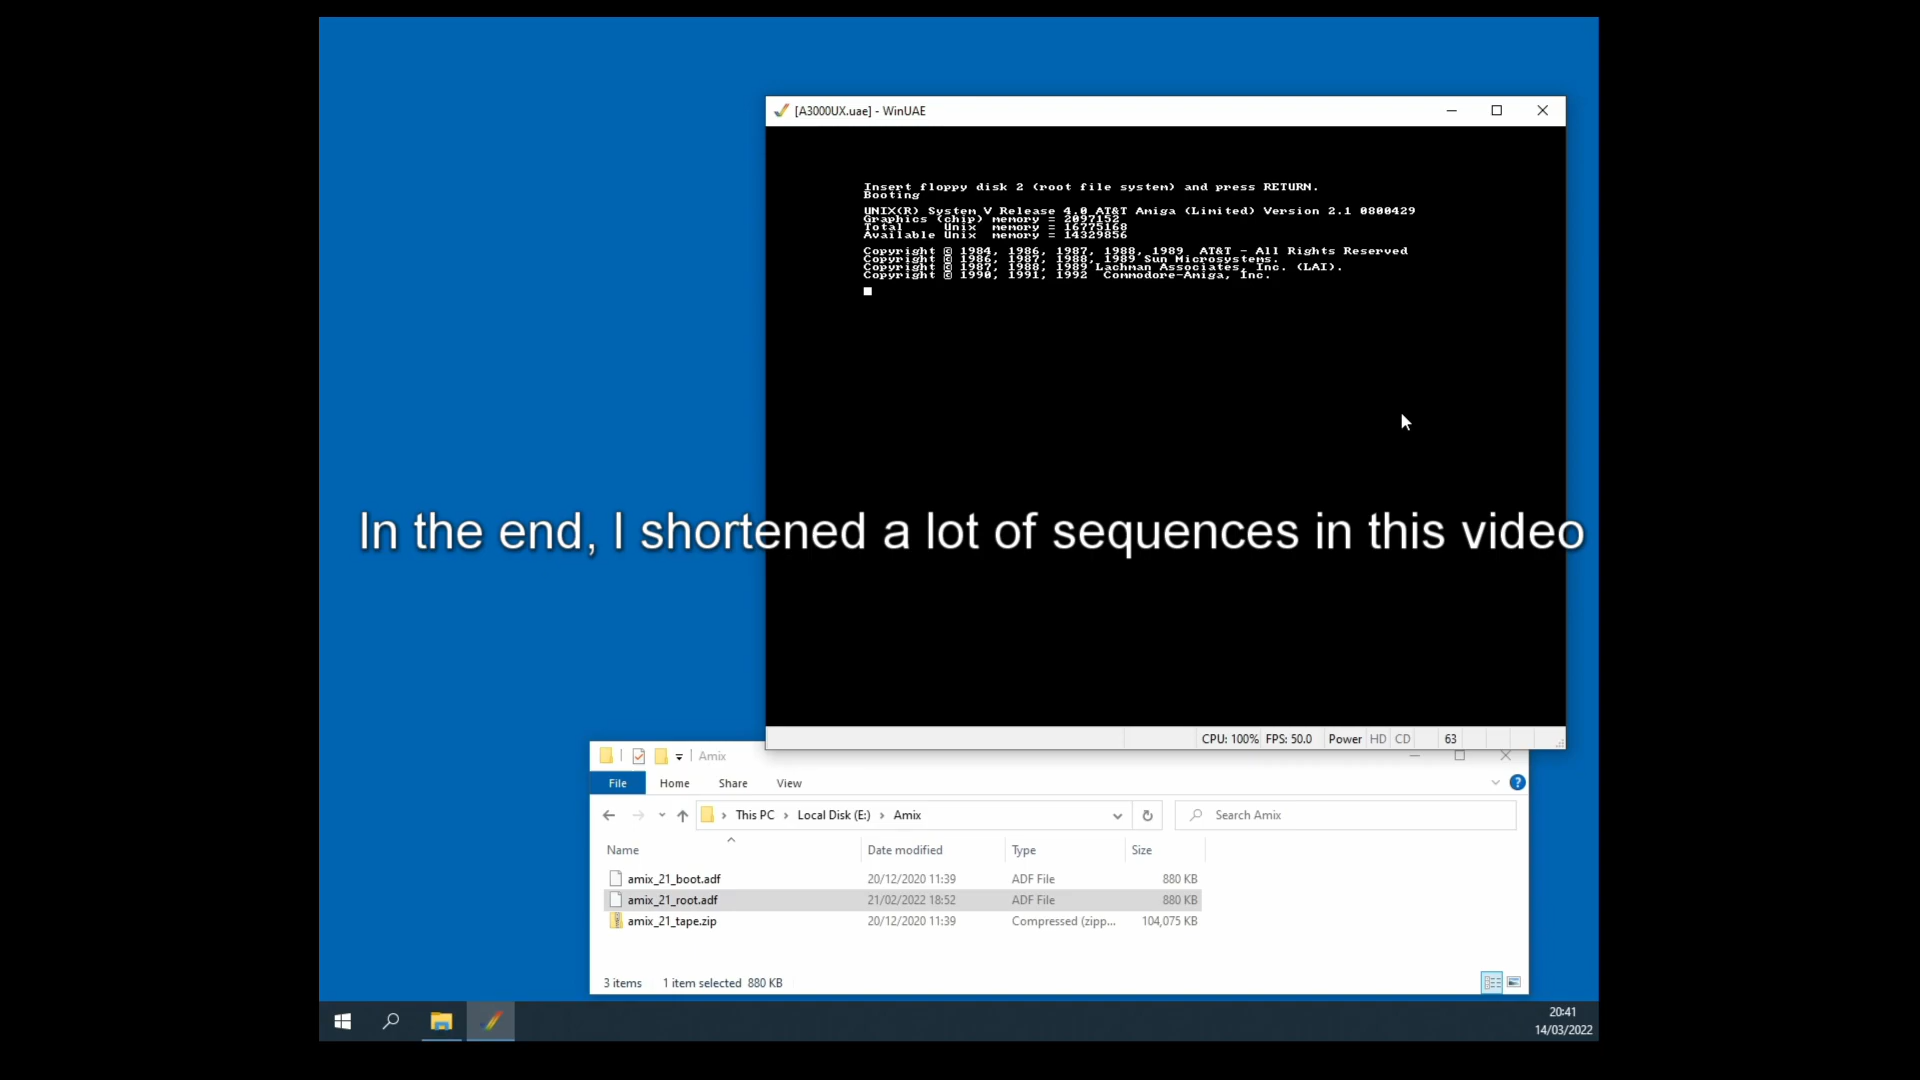 [A3000UX.uae] - WinUAE
Insert floppy disk 2 (root file system) and press RETURN.
Booting
UNIX(R) System V Release 4.0 AT&T Amiga (Limited) Version 2.1 0800429
Graphics (chip) memory = 2097152
Total Unix memory = 16775168
Available Unix memory = 14329856
Copyright © 1984, 1986, 1987, 1988, 1989 AT&T - All Rights Reserved
Copyright © 1986, 1987, 1988, 1989 Sun Microsystems.
Copyright © 1987, 1988, 1989 Lachman Associates, Inc. (LAI).
Copyright © 1990, 1991, 1992 Commodore-Amiga, Inc.
In the end, I shortened a lot of sequences in this video
CPU: 100% FPS: 50.0 Power HD CD 63
Amix
File Home Share View
This PC > Local Disk (E:) > Amix
Search Amix
Name Date modified Type Size
amix_21_boot.adf 20/12/2020 11:39 ADF File 880 KB
amix_21_root.adf 21/02/2022 18:52 ADF File 880 KB
amix_21_tape.zip 20/12/2020 11:39 Compressed (zipp... 104,075 KB
3 items 1 item selected 880 KB
20:41
14/03/2022